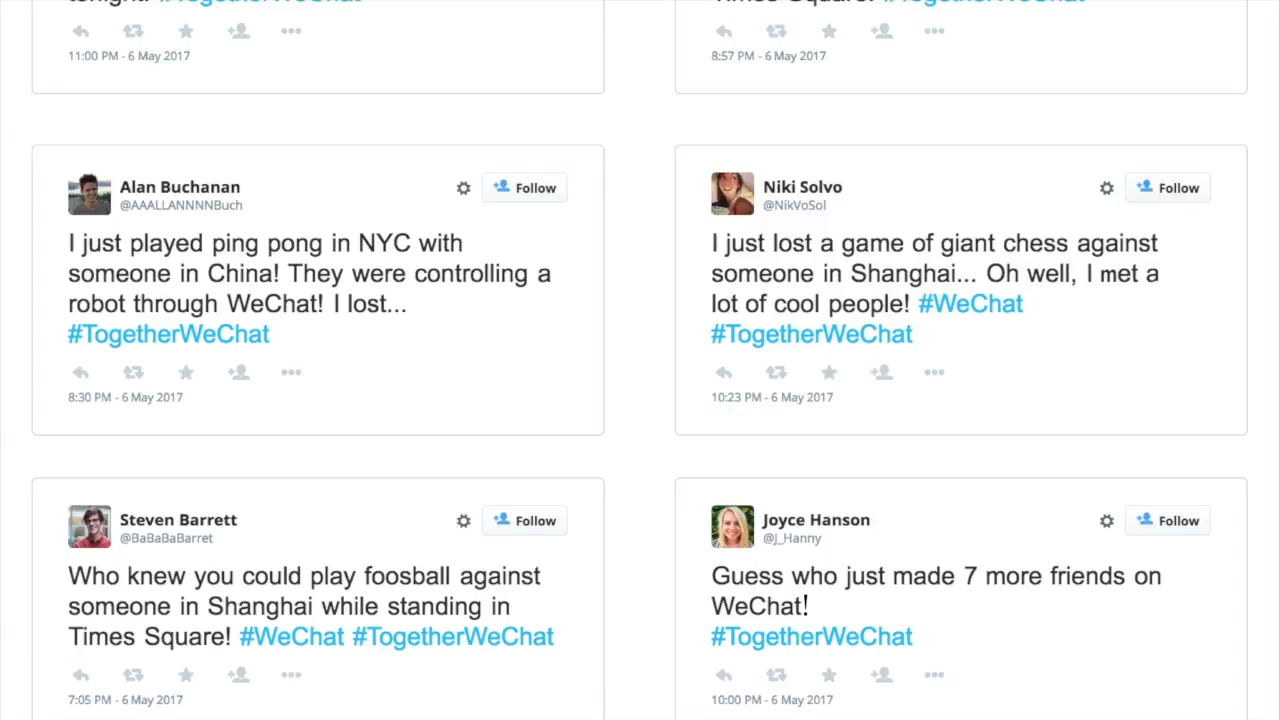 tonight! #TogetherWeChat
11:00 PM - 6 May 2017
Times Square! #TogetherWeChat
8:57 PM - 6 May 2017
Alan Buchanan
@AAALLANNNNBuch
Follow
I just played ping pong in NYC with
someone in China! They were controlling a
robot through WeChat! I lost...
#TogetherWeChat
8:30 PM - 6 May 2017
Niki Solvo
@NikVoSol
Follow
I just lost a game of giant chess against
someone in Shanghai... Oh well, I met a
lot of cool people! #WeChat
#TogetherWeChat
10:23 PM - 6 May 2017
Steven Barrett
@BaBaBaBarret
Follow
Who knew you could play foosball against
someone in Shanghai while standing in
Times Square! #WeChat #TogetherWeChat
7:05 PM - 6 May 2017
Joyce Hanson
@J_Hanny
Follow
Guess who just made 7 more friends on
WeChat!
#TogetherWeChat
10:00 PM - 6 May 2017